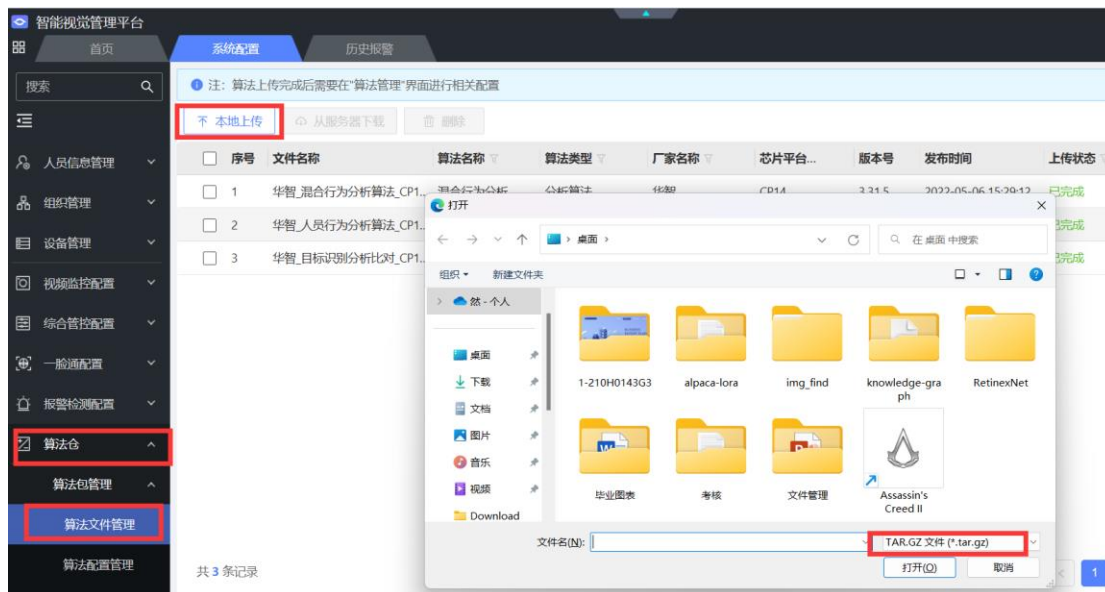 智能视觉管理平台
首页 系统配置 历史报警
搜索
注：算法上传完成后需要在"算法管理"界面进行相关配置
本地上传 从服务器下载 删除
序号 文件名称 算法名称 算法类型 厂家名称 芯片平台... 版本号 发布时间 上传状态
1 华智_混合行为分析算法_CP1... 混合行为分析 分析算法 华智 CP14 3.31.5 2022-05-06 15:29:12 已完成
2 华智_人员行为分析算法_CP1... 已完成
3 华智_目标识别分析比对_CP1... 已完成
人员信息管理
组织管理
设备管理
视频监控配置
综合管控配置
一脸通配置
报警检测配置
算法仓
算法包管理
算法文件管理
算法配置管理
共 3 条记录
1
打开
桌面
在 桌面 中搜索
组织 新建文件夹
然 - 个人
桌面
下载
文档
图片
音乐
视频
Download
1-210H0143G3 alpaca-lora img_find knowledge-gra
ph RetinexNet
毕业图表 考核 文件管理 Assassin's
Creed II
文件名(N): TAR.GZ 文件 (*.tar.gz)
打开(O) 取消